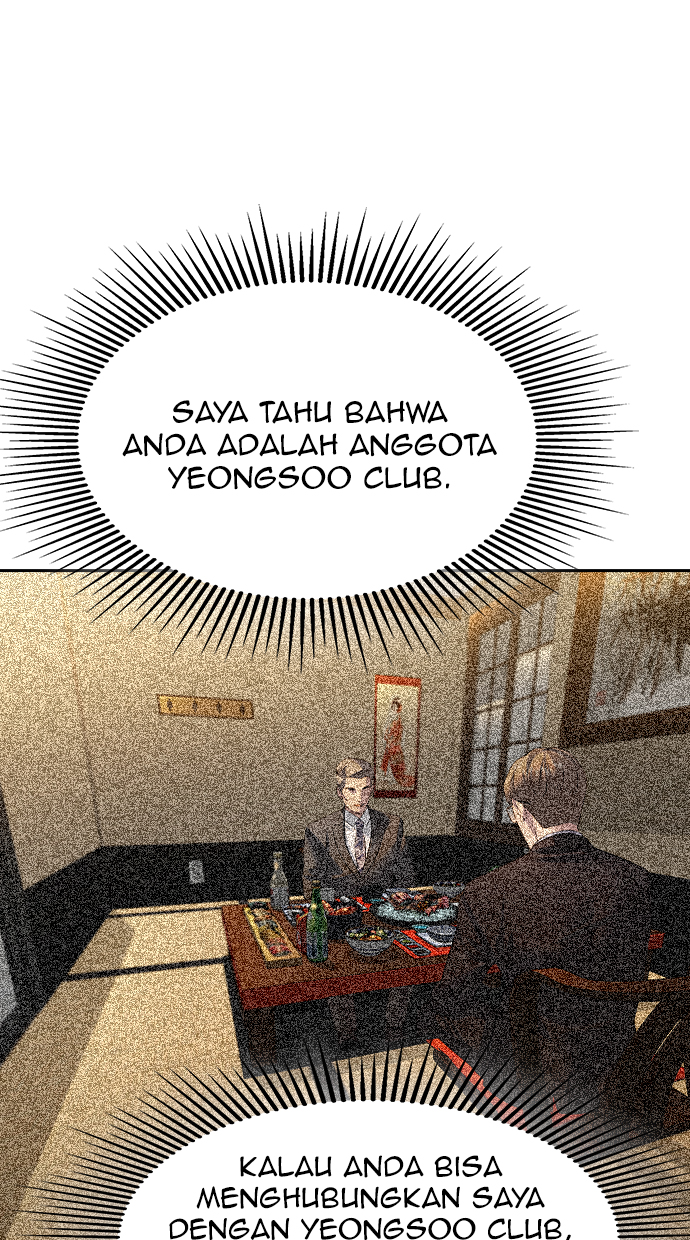 SAYA TAHU BAHWA
ANDA ADALAH ANGGOTA
YEONGSOO CLUB.
KALAU ANDA BISA
MENGHUBUNGKAN SAYA
DENGAN YEONGSOO CLUB,